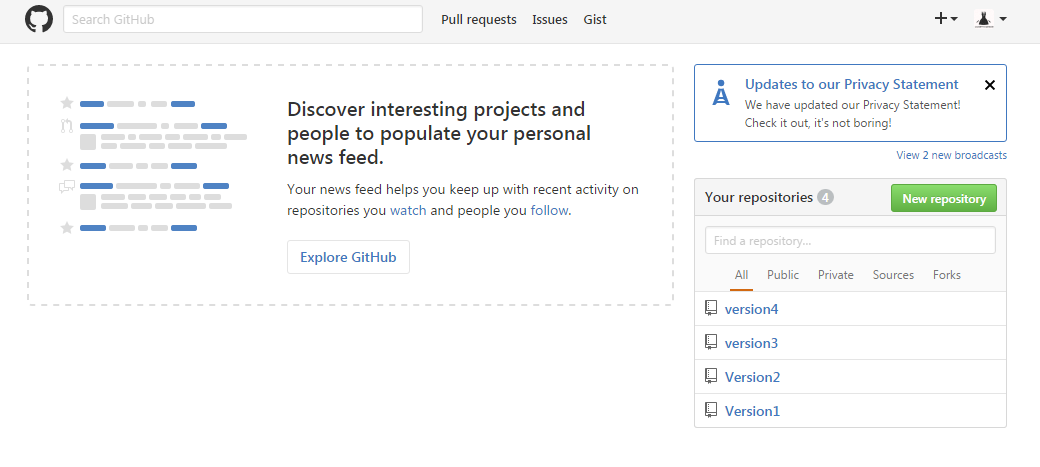 Search GitHub
Pull requests Issues Gist
Discover interesting projects and
people to populate your personal
news feed.
Your news feed helps you keep up with recent activity on
repositories you watch and people you follow.
Explore GitHub
Updates to our Privacy Statement
We have updated our Privacy Statement!
Check it out, it's not boring!
View 2 new broadcasts
Your repositories 4
New repository
Find a repository...
All Public Private Sources Forks
version4
version3
Version2
Version1